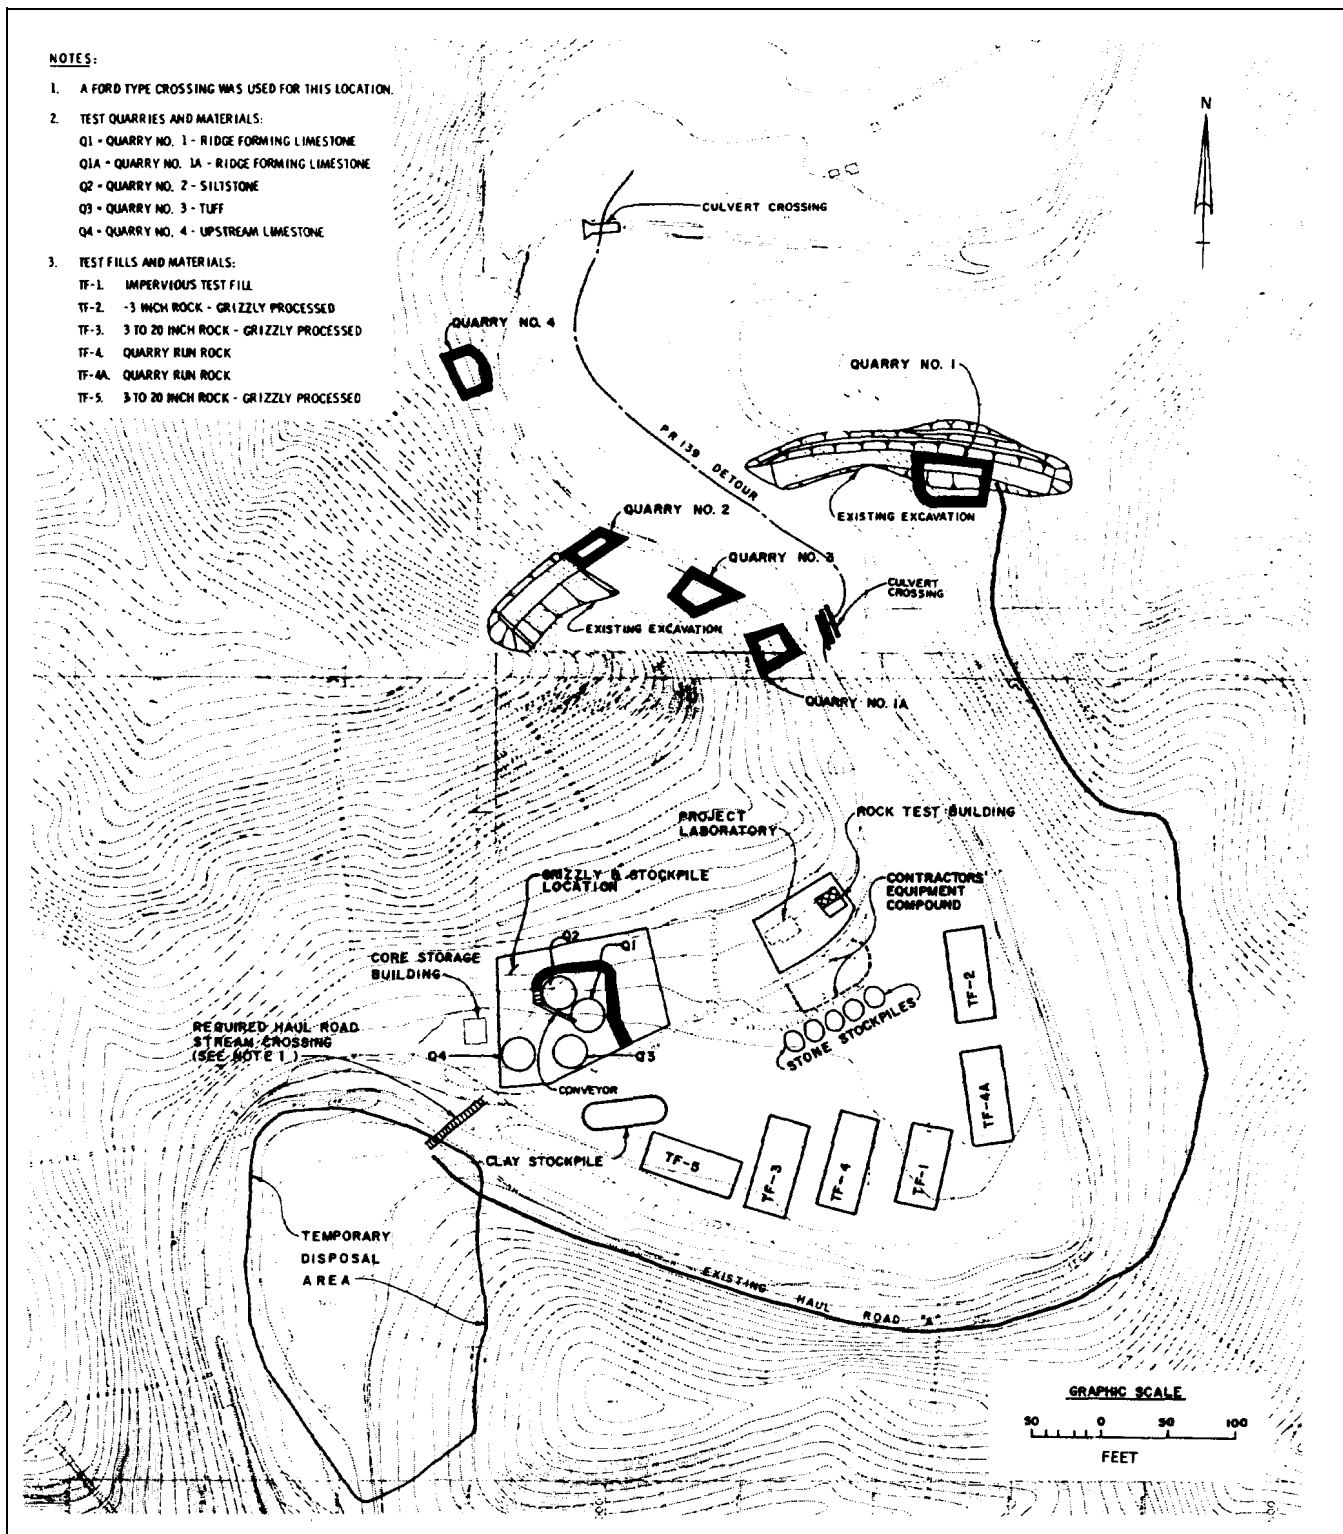 NOTES:
1. A FORD TYPE CROSSING WAS USED FOR THIS LOCATION.
2. TEST QUARRIES AND MATERIALS:
Q1 - QUARRY NO. 1 - RIDGE FORMING LIMESTONE
Q1A - QUARRY NO. 1A - RIDGE FORMING LIMESTONE
Q2 - QUARRY NO. 2 - SILTSTONE
Q3 - QUARRY NO. 3 - TUFF
Q4 - QUARRY NO. 4 - UPSTREAM LIMESTONE
3. TEST FILLS AND MATERIALS:
TF-1. IMPERVIOUS TEST FILL
TF-2. -3 INCH ROCK - GRIZZLY PROCESSED
TF-3. 3 TO 20 INCH ROCK - GRIZZLY PROCESSED
TF-4. QUARRY RUN ROCK
TF-4A. QUARRY RUN ROCK
TF-5. 3 TO 20 INCH ROCK - GRIZZLY PROCESSED
N
CULVERT CROSSING
QUARRY NO. 4
QUARRY NO. 1
PR 139 DETOUR
EXISTING EXCAVATION
QUARRY NO. 2
QUARRY NO. 3
CULVERT
CROSSING
EXISTING EXCAVATION
QUARRY NO. 1A
PROJECT
LABORATORY
ROCK TEST BUILDING
GRIZZLY & STOCKPILE
LOCATION
CONTRACTORS'
EQUIPMENT
COMPOUND
CORE STORAGE
BUILDING
Q2
Q1
TF-2
REQUIRED HAUL ROAD
STREAM CROSSING
(SEE NOTE 1.)
STONE STOCKPILES
Q4
Q3
CONVEYOR
TF-4A
CLAY STOCKPILE
TF-5
TF-3
TF-4
TF-1
TEMPORARY
DISPOSAL
AREA
EXISTING HAUL ROAD "A"
GRAPHIC SCALE
50 0 50 100
FEET